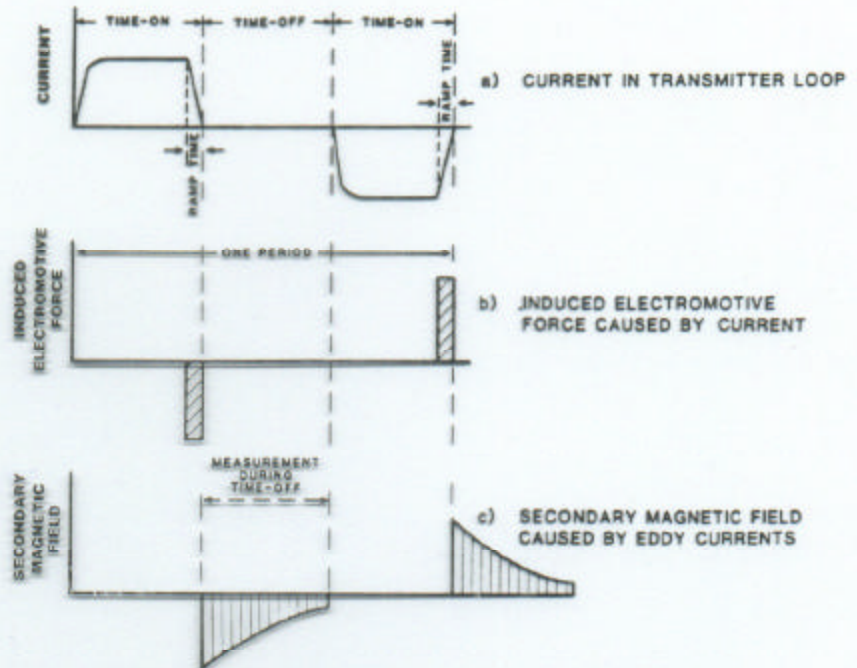 TIME-ON TIME-OFF TIME-ON
CURRENT
RAMP TIME
RAMP TIME
a) CURRENT IN TRANSMITTER LOOP
ONE PERIOD
INDUCED
ELECTROMOTIVE
FORCE
b) INDUCED ELECTROMOTIVE
FORCE CAUSED BY CURRENT
MEASUREMENT
DURING
TIME-OFF
SECONDARY
MAGNETIC
FIELD
c) SECONDARY MAGNETIC FIELD
CAUSED BY EDDY CURRENTS